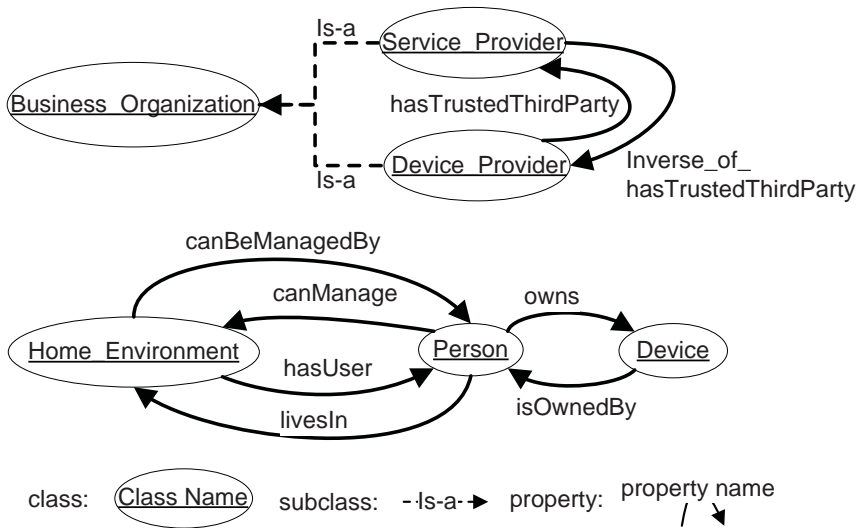 Is-a
Service_Provider
Business_Organization
hasTrustedThirdParty
Device_Provider
Is-a
Inverse_of_
hasTrustedThirdParty
canBeManagedBy
canManage
owns
Home_Environment
Person
Device
hasUser
isOwnedBy
livesIn
class: Class Name subclass: Is-a property: property name